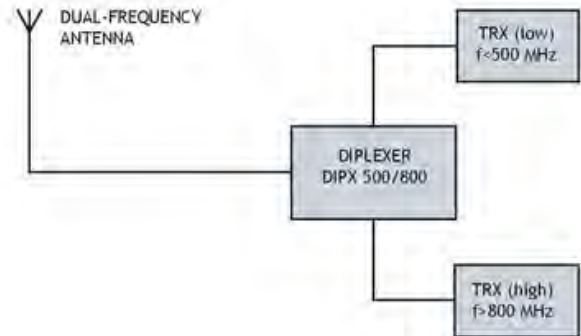 DUAL-FREQUENCY
ANTENNA
TRX (low)
f<500 MHz
DIPLEXER
DIPX 500/800
TRX (high)
f>800 MHz